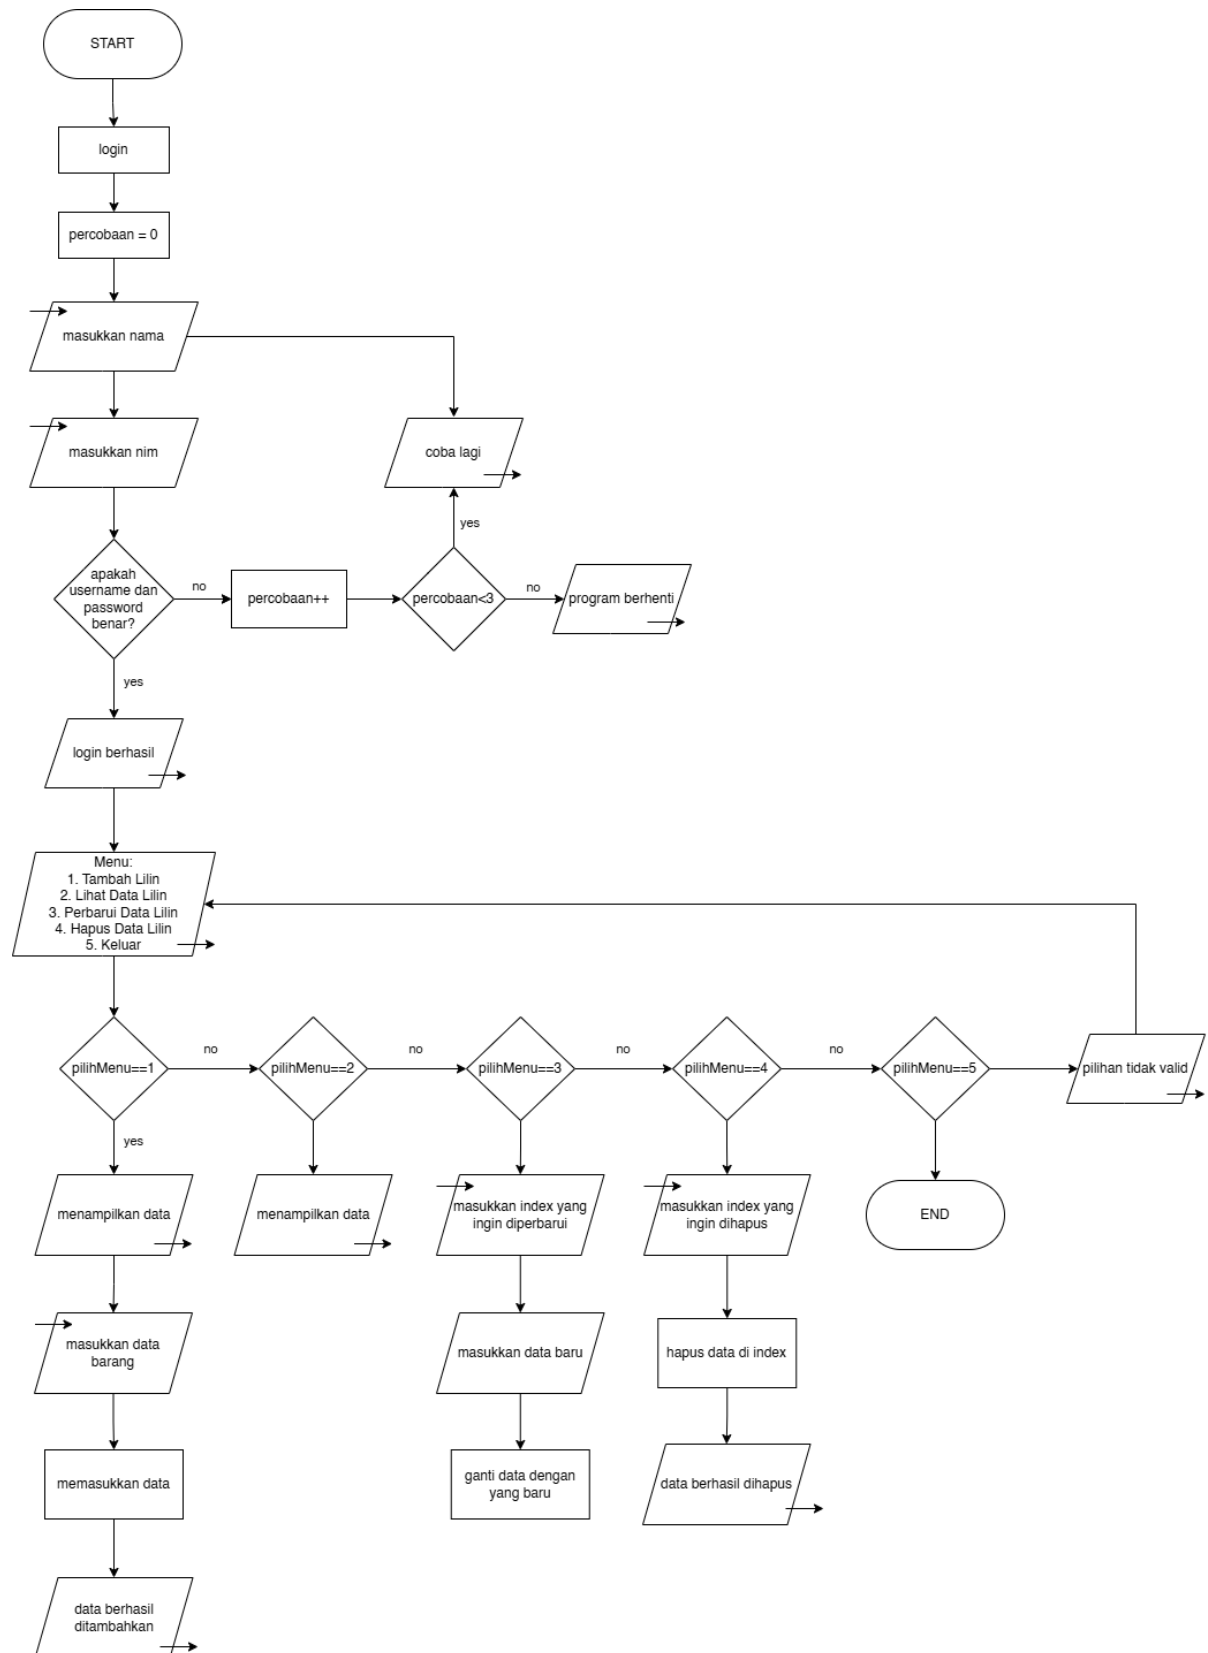 START
login
percobaan = 0
masukkan nama
masukkan nim
coba lagi
yes
apakah
username dan
password
benar?
no
percobaan++
percobaan<3
no
program berhenti
yes
login berhasil
Menu:
1. Tambah Lilin
2. Lihat Data Lilin
3. Perbarui Data Lilin
4. Hapus Data Lilin
5. Keluar
pilihMenu==1
no
pilihMenu==2
no
pilihMenu==3
no
pilihMenu==4
no
pilihMenu==5
pilihan tidak valid
yes
menampilkan data
menampilkan data
masukkan index yang
ingin diperbarui
masukkan index yang
ingin dihapus
END
masukkan data
barang
masukkan data baru
hapus data di index
memasukkan data
ganti data dengan
yang baru
data berhasil dihapus
data berhasil
ditambahkan